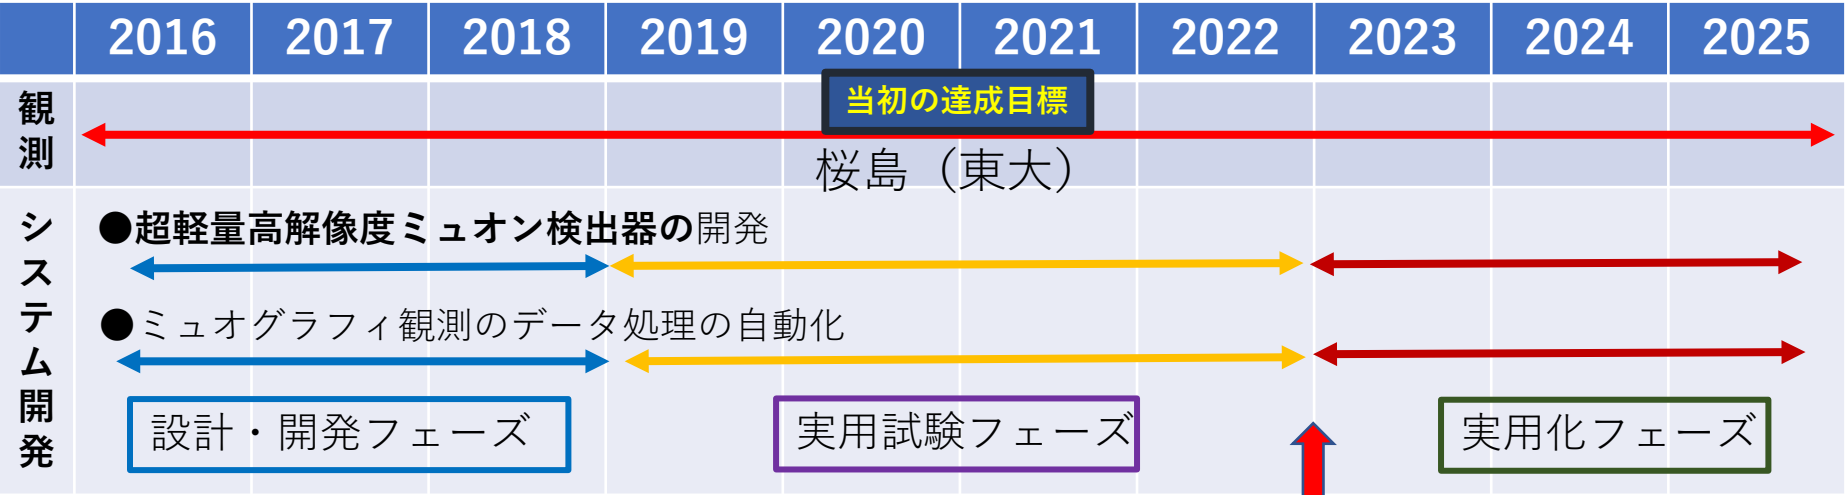 2016 2017 2018 2019 2020 2021 2022 2023 2024 2025
観測
当初の達成目標
桜島（東大）
システム開発
●超軽量高解像度ミュオン検出器の開発
●ミュオグラフィ観測のデータ処理の自動化
設計・開発フェーズ
実用試験フェーズ
実用化フェーズ